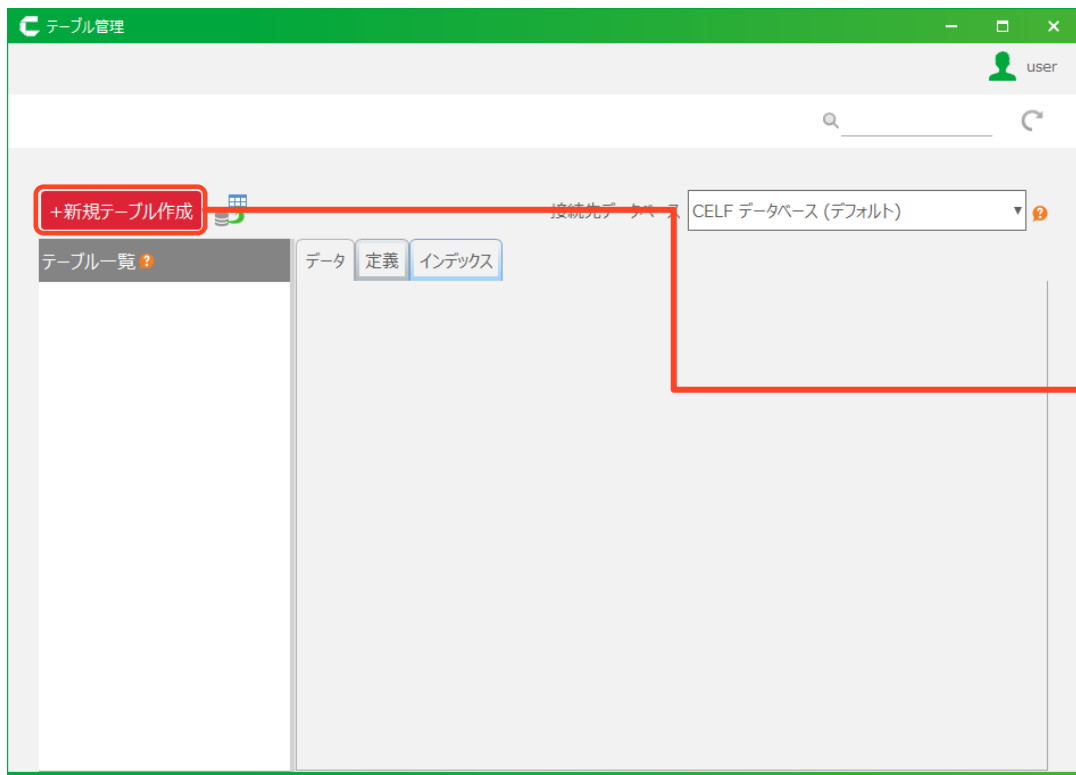 テーブル管理
user
+新規テーブル作成
接続先データベース
CELF データベース (デフォルト)
テーブル一覧
データ
定義
インデックス